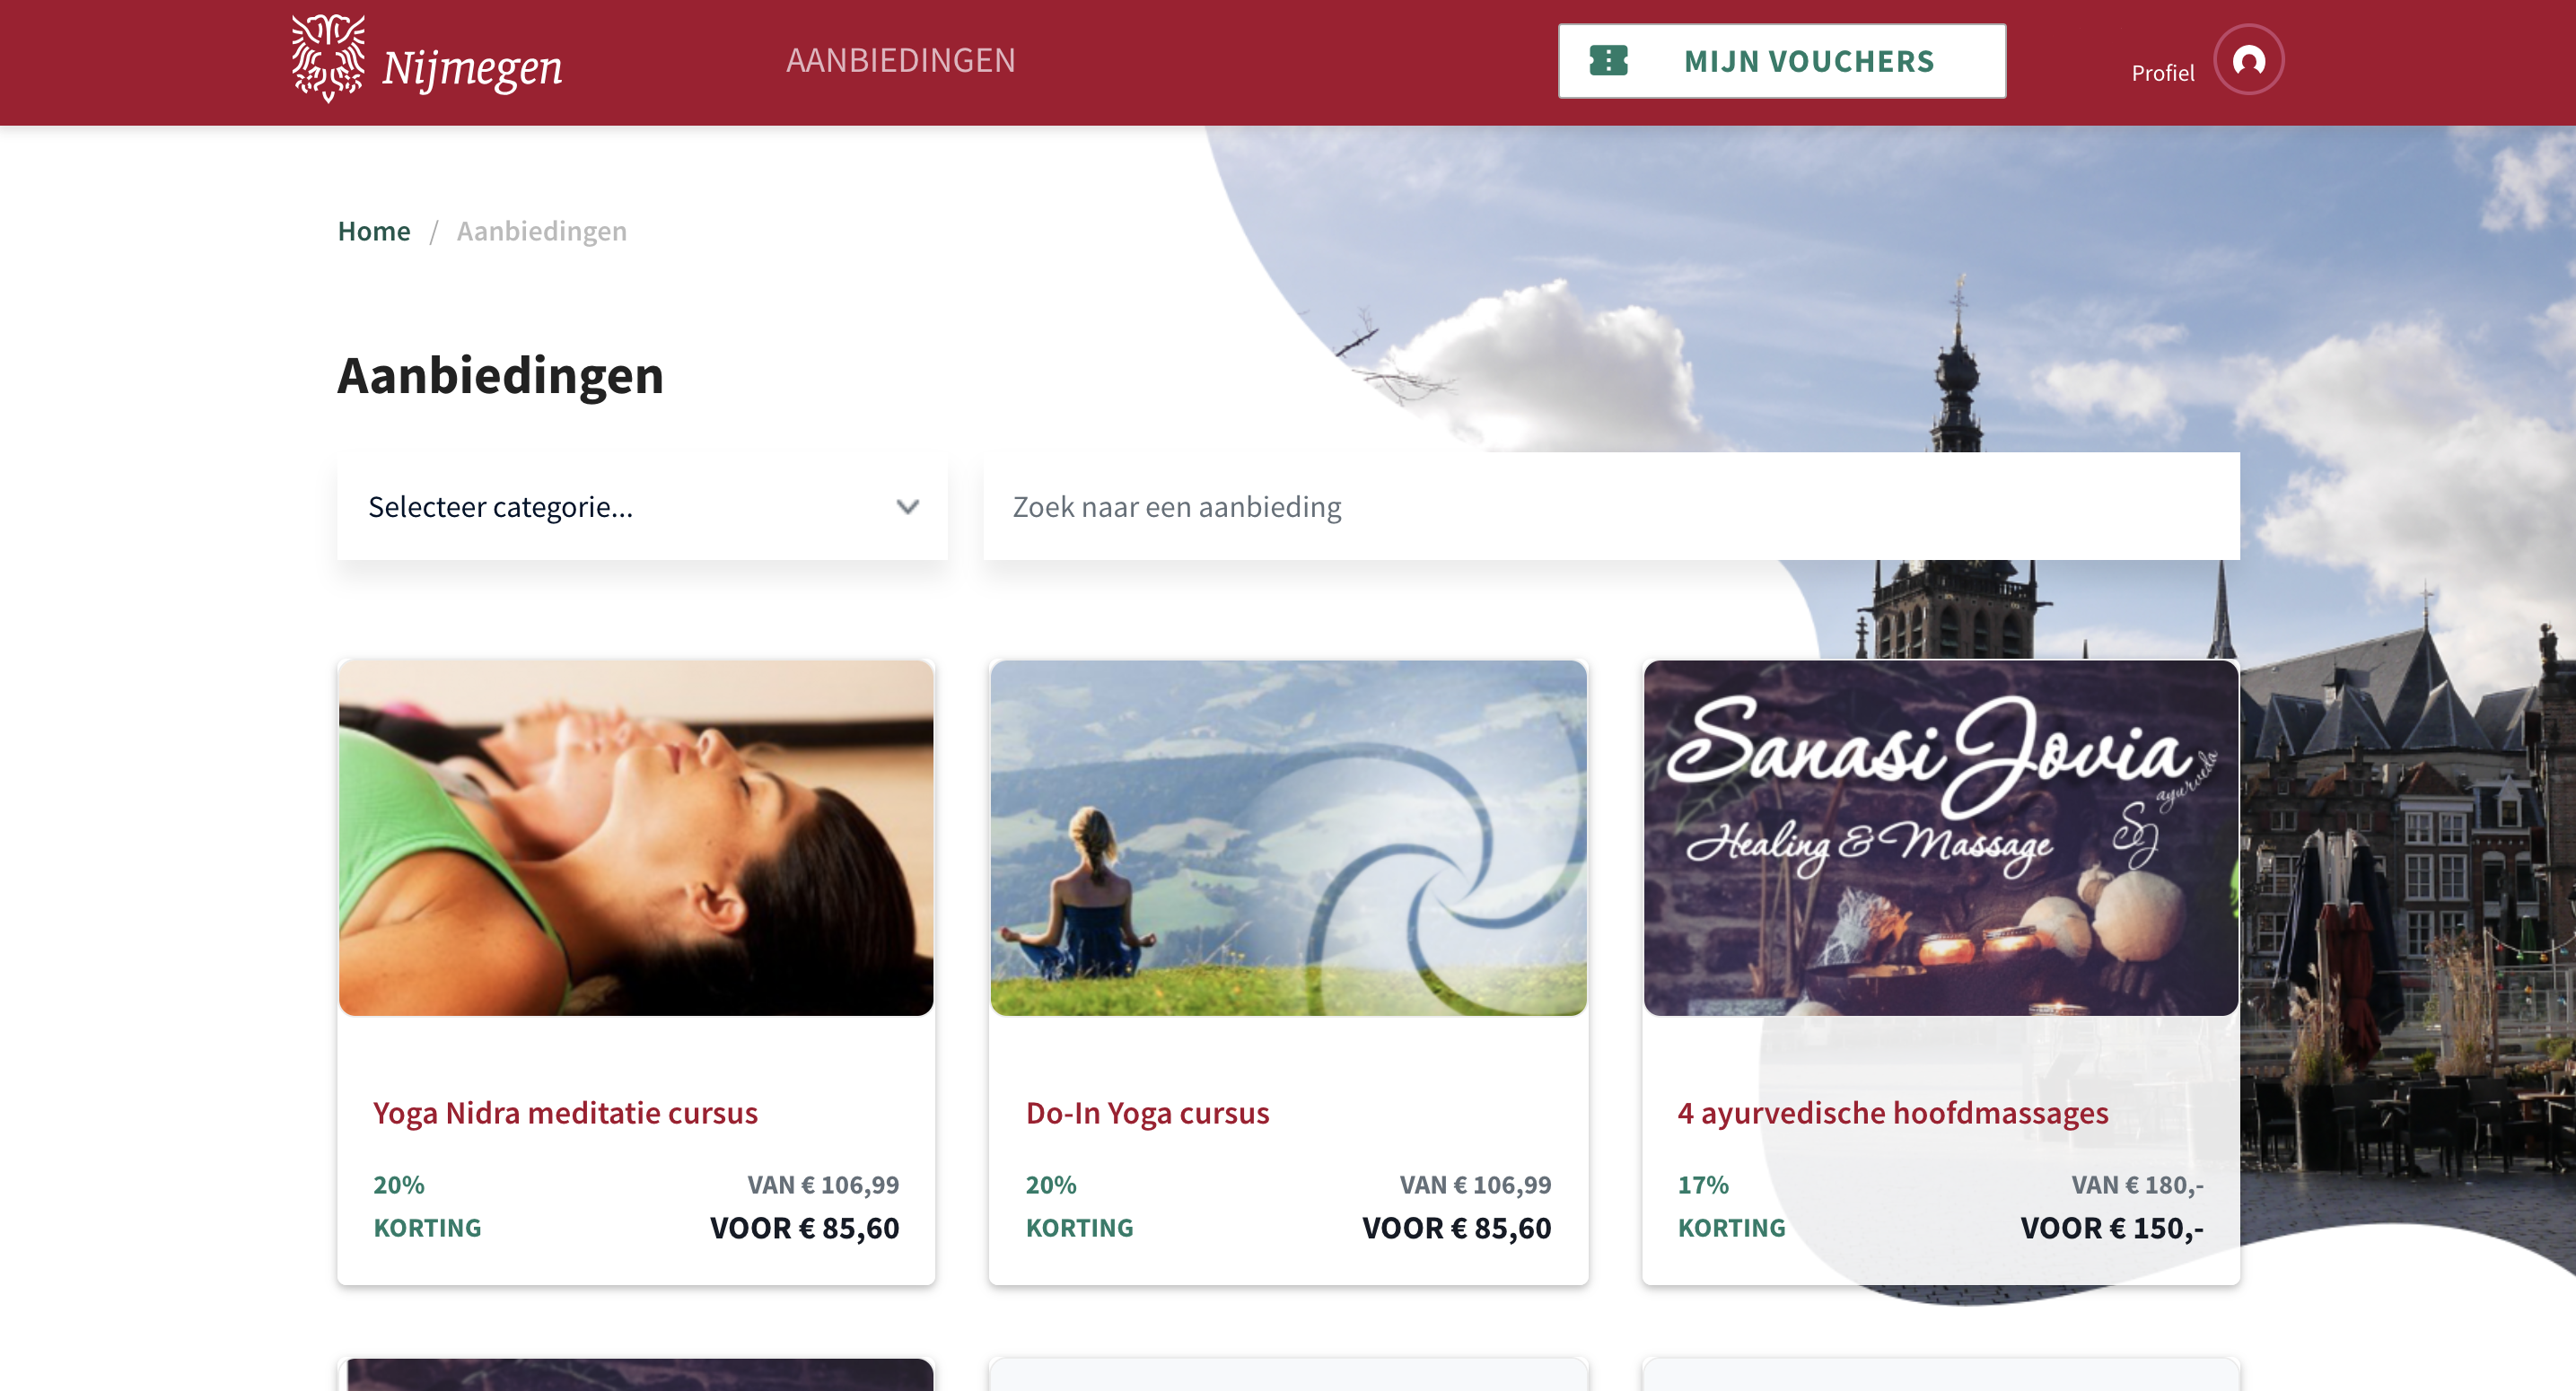 Nijmegen
AANBIEDINGEN
MIJN VOUCHERS
Profiel
Home / Aanbiedingen
Aanbiedingen
Selecteer categorie...
Zoek naar een aanbieding
Sanasi Jovia
ayurveda
SJ
Healing & Massage
Yoga Nidra meditatie cursus
20% VAN € 106,99
KORTING VOOR € 85,60
Do-In Yoga cursus
20% VAN € 106,99
KORTING VOOR € 85,60
4 ayurvedische hoofdmassages
17% VAN € 180,-
KORTING VOOR € 150,-